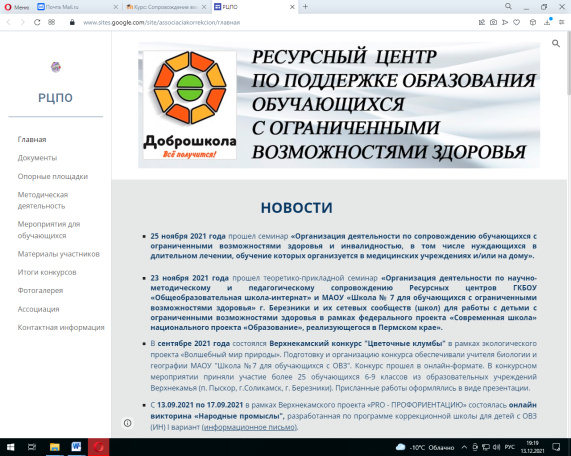 Меню
Почта Mail.ru
РЦПО
www.sites.google.com/site/associaciakorrekcion/главная
РЦПО
Главная
Документы
Опорные площадки
Методическая
деятельность
Мероприятия для
обучающихся
Материалы участников
Итоги конкурсов
Фотогалерея
Ассоциация
Контактная информация
Доброшкола
Всё получится!
РЕСУРСНЫЙ ЦЕНТР
ПО ПОДДЕРЖКЕ ОБРАЗОВАНИЯ
ОБУЧАЮЩИХСЯ
С ОГРАНИЧЕННЫМИ
ВОЗМОЖНОСТЯМИ ЗДОРОВЬЯ
НОВОСТИ
25 ноября 2021 года прошел семинар «Организация деятельности по сопровождению обучающихся с
ограниченными возможностями здоровья и инвалидностью, в том числе нуждающихся в
длительном лечении, обучение которых организуется в медицинских учреждениях и/или на дому».
23 ноября 2021 года прошел теоретико-прикладной семинар «Организация деятельности по научно-
методическому и педагогическому сопровождению Ресурсных центров ГКБОУ
«Общеобразовательная школа-интернат» и МАОУ «Школа № 7 для обучающихся с ограниченными
возможностями здоровья» г. Березники и их сетевых сообществ (школ) для работы с детьми с
ограниченными возможностями здоровья в рамках федерального проекта «Современная школа»
национального проекта «Образование», реализующегося в Пермском крае».
В сентябре 2021 года состоялся Верхнекамский конкурс "Цветочные клумбы" в рамках экологического
проекта «Волшебный мир природы». Подготовку и организацию конкурса обеспечивали учителя биологии и
географии МАОУ "Школа №7 для обучающихся с ОВЗ". Конкурс прошел в онлайн-формате. В конкурсном
мероприятии приняли участие более 25 обучающихся 6-9 классов из образовательных учреждений
Верхнекамья (п. Пыскор, г.Соликамск, г. Березники). Присланные работы оформлялись в виде презентации.
С 13.09.2021 по 17.09.2021 в рамках Верхнекамского проекта «PRO - ПРОФОРИЕНТАЦИЮ» состоялась онлайн
викторина «Народные промыслы", разработанная по программе коррекционной школы для детей с ОВЗ
(ИН) I вариант (информационное письмо).
-10°C Облачно
РУС
19:19
13.12.2021